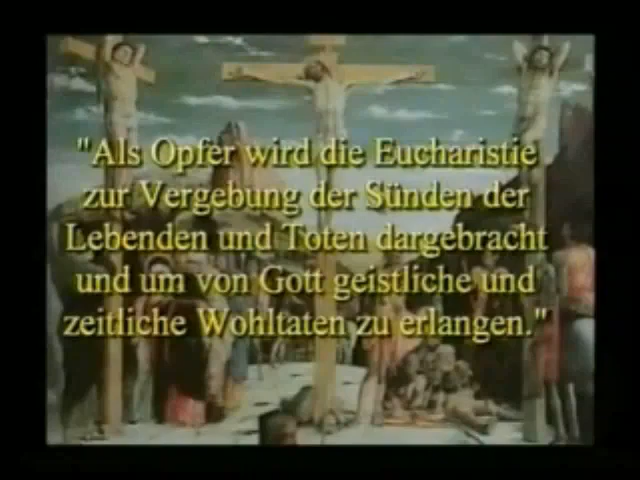 "Als Opfer wird die Eucharistie
zur Vergebung der Sünden der
Lebenden und Toten dargebracht
und um von Gott geistliche und
zeitliche Wohltaten zu erlangen."